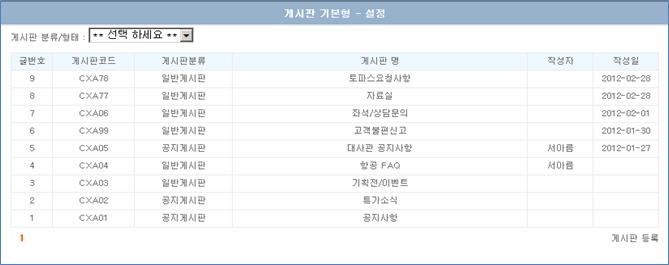 게시판 기본형 - 설정
게시판 분류/형태 : ** 선택 하세요 **
글번호 게시판코드 게시판분류 게시판 명 작성자 작성일
9 CXA78 일반게시판 토파스요청사항 2012-02-28
8 CXA77 일반게시판 자료실 2012-02-28
7 CXA06 일반게시판 좌석/상담문의 2012-02-01
6 CXA99 일반게시판 고객불편신고 2012-01-30
5 CXA05 공지게시판 대사관 공지사항 서아름 2012-01-27
4 CXA04 일반게시판 항공 FAQ 서아름
3 CXA03 일반게시판 기획전/이벤트
2 CXA02 공지게시판 특가소식
1 CXA01 공지게시판 공지사항
1 게시판 등록